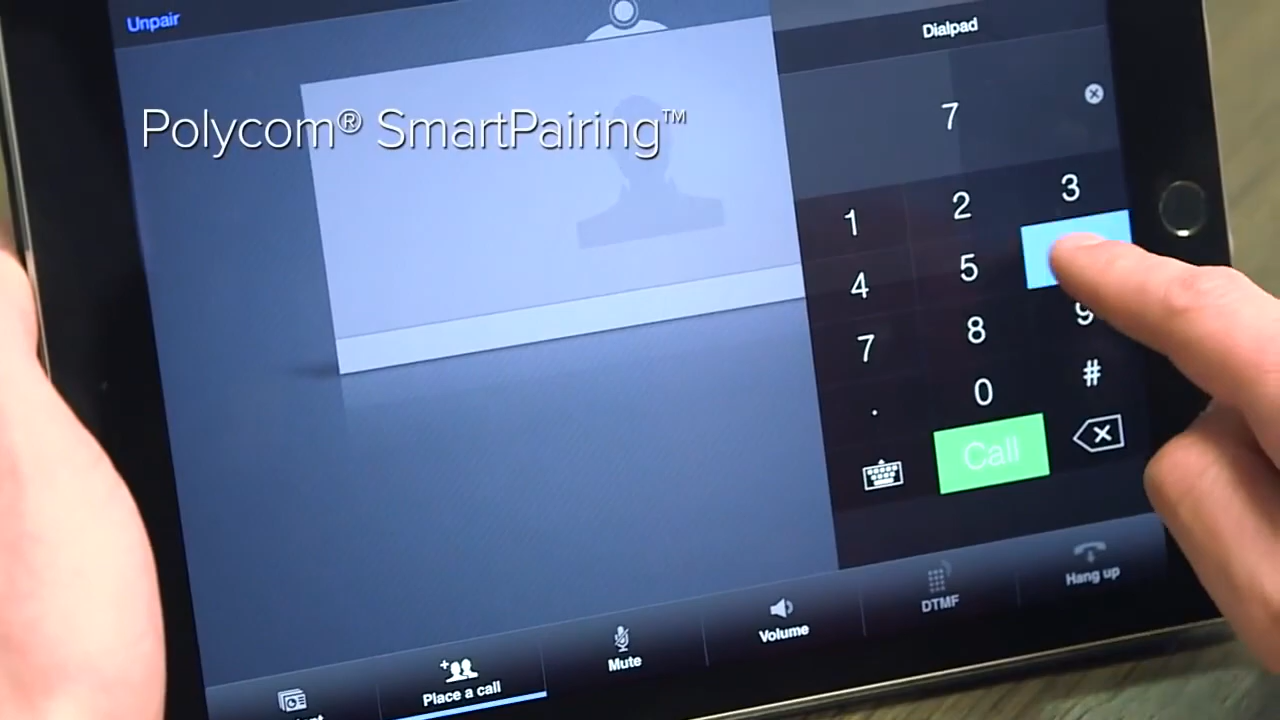 Unpair
Dialpad
Polycom® SmartPairing™
7
1 2 3
4 5
7 8 9
. 0 #
Call
Place a call
Mute
Volume
DTMF
Hang up